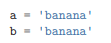 a = 'banana'
b = 'banana'